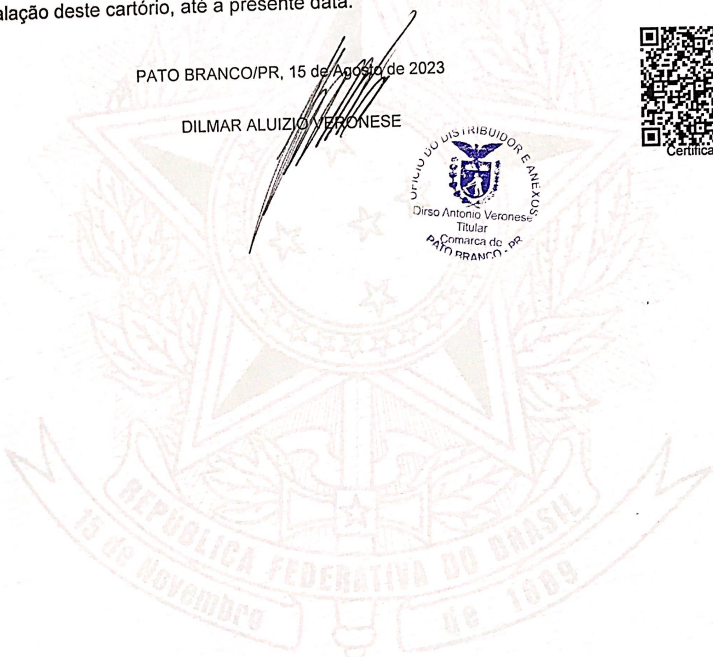 alação deste cartório, até a presente data.
PATO BRANCO/PR, 15 de Agosto de 2023
DILMAR ALUIZIO VERONESE
OFÍCIO DO DISTRIBUIDOR E ANEXOS
Dirso Antonio Veronese
Titular
Comarca de
PATO BRANCO - PR
Certifica
REPÚBLICA FEDERATIVA DO BRASIL
15 de Novembro de 1889